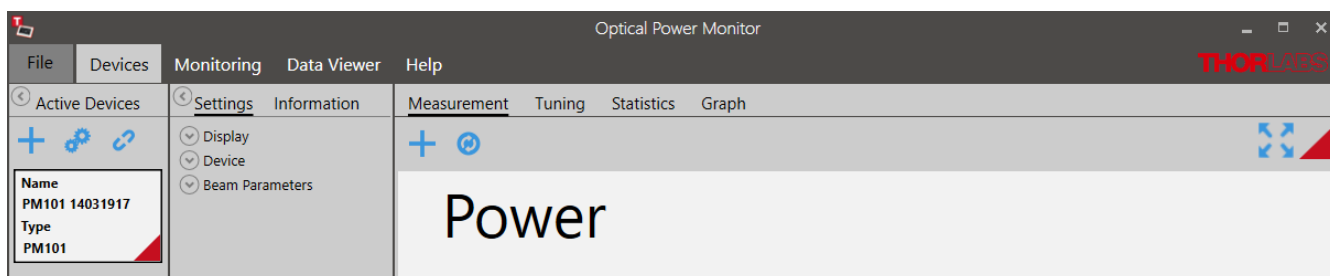 Optical Power Monitor
File Devices Monitoring Data Viewer Help
THORLABS
Active Devices
Settings Information
Measurement Tuning Statistics Graph
Display
Device
Beam Parameters
Name
PM101 14031917
Type
PM101
Power